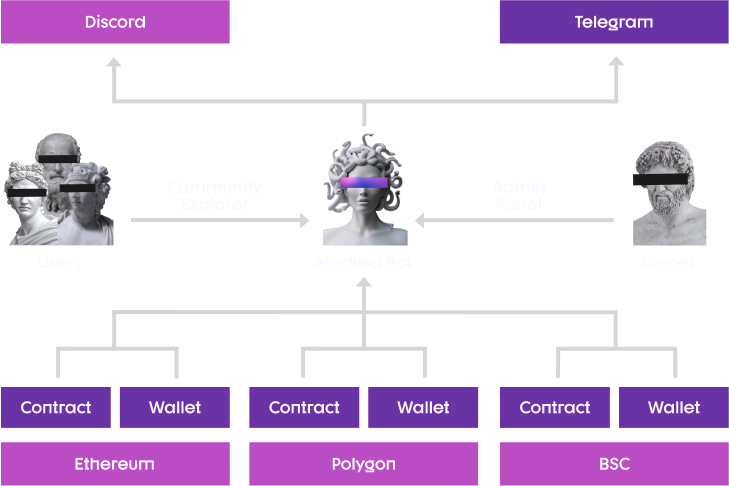 Discord
Telegram
Community
Explorer
Admin
Panel
Users
Medusa Bot
Owner
Contract
Wallet
Contract
Wallet
Contract
Wallet
Ethereum
Polygon
BSC